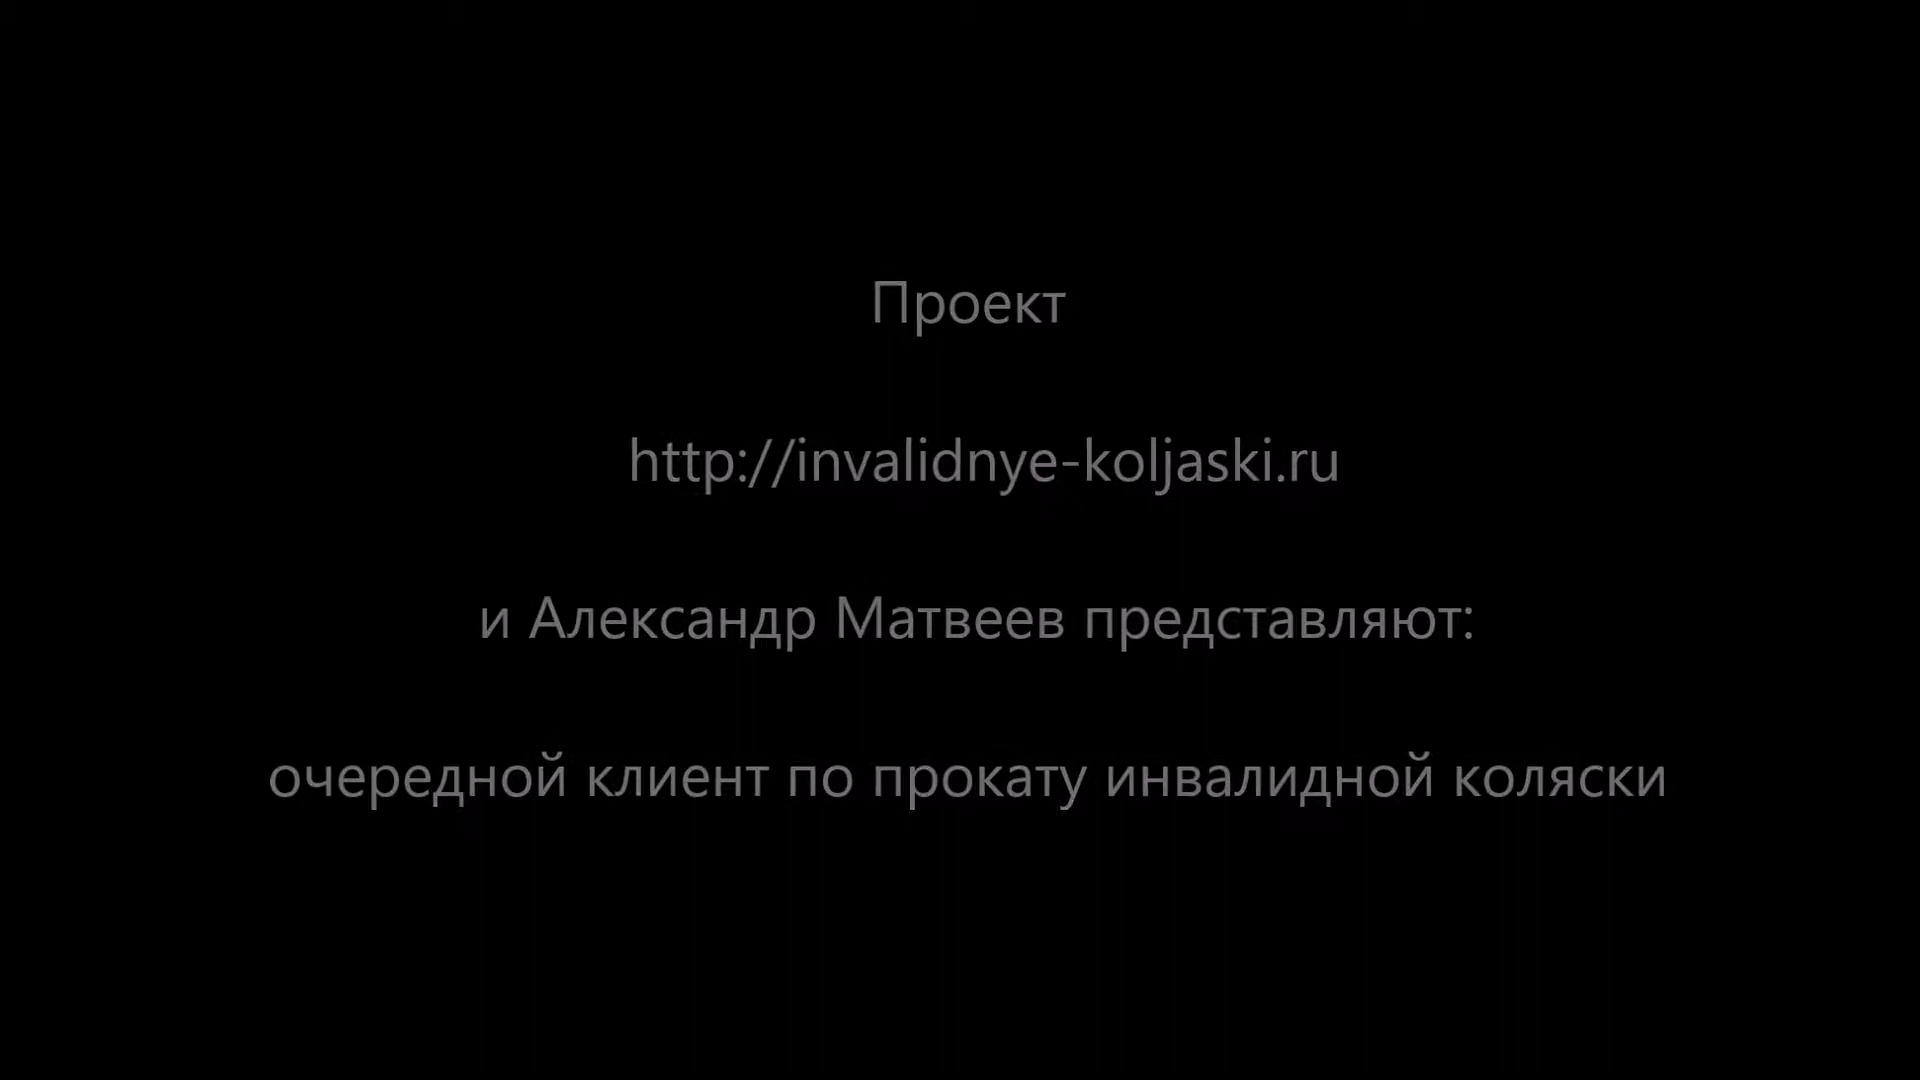 Проект
http://invalidnye-koljaski.ru
и Александр Матвеев представляют:
очередной клиент по прокату инвалидной коляски